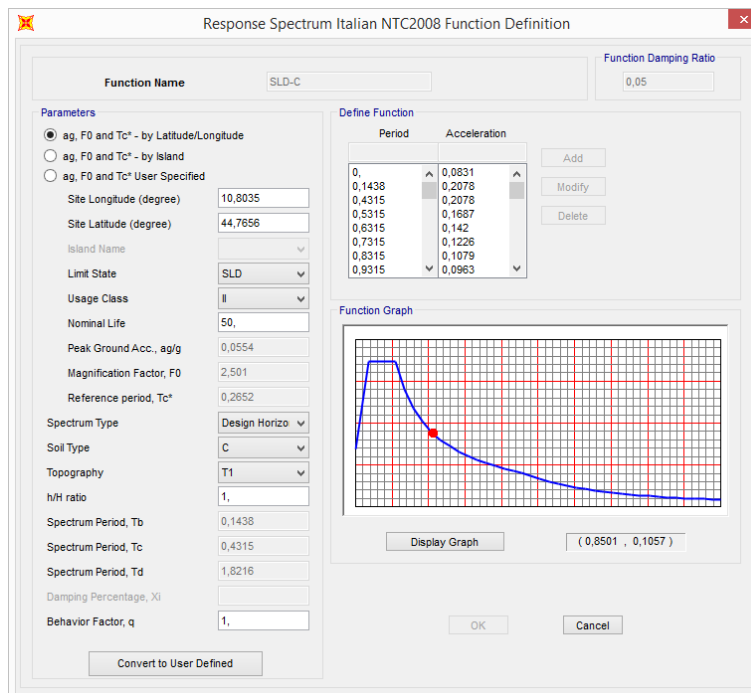 Response Spectrum Italian NTC2008 Function Definition
Function Name
SLD-C
Function Damping Ratio
0,05
Parameters
ag, F0 and Tc* - by Latitude/Longitude
ag, F0 and Tc* - by Island
ag, F0 and Tc* User Specified
Site Longitude (degree) 10,8035
Site Latitude (degree) 44,7656
Island Name
Limit State SLD
Usage Class II
Nominal Life 50,
Peak Ground Acc., ag/g 0,0554
Magnification Factor, F0 2,501
Reference period, Tc* 0,2652
Spectrum Type Design Horizo
Soil Type C
Topography T1
h/H ratio 1,
Spectrum Period, Tb 0,1438
Spectrum Period, Tc 0,4315
Spectrum Period, Td 1,8216
Damping Percentage, Xi
Behavior Factor, q 1,
Convert to User Defined
Define Function
Period Acceleration
0, 0,0831
0,1438 0,2078
0,4315 0,2078
0,5315 0,1687
0,6315 0,142
0,7315 0,1226
0,8315 0,1079
0,9315 0,0963
Add
Modify
Delete
Function Graph
Display Graph
( 0,8501 , 0,1057 )
OK
Cancel